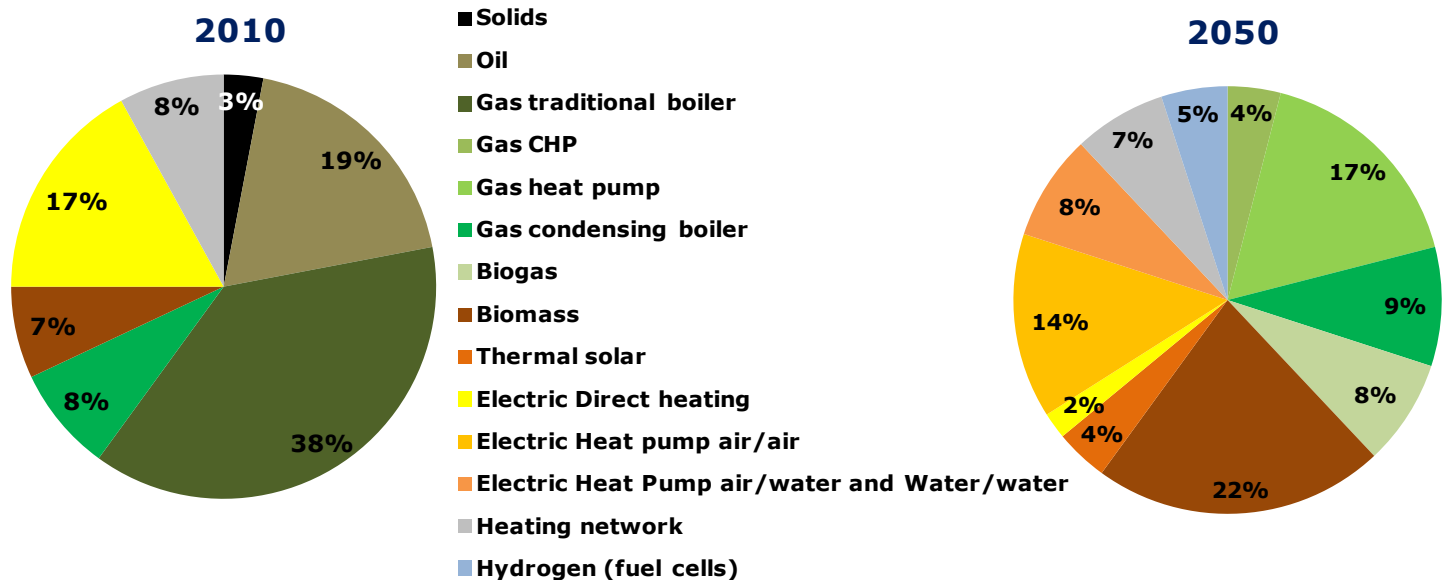 2010
3%
19%
38%
8%
7%
17%
8%
Solids
Oil
Gas traditional boiler
Gas CHP
Gas heat pump
Gas condensing boiler
Biogas
Biomass
Thermal solar
Electric Direct heating
Electric Heat pump air/air
Electric Heat Pump air/water and Water/water
Heating network
Hydrogen (fuel cells)
2050
4%
17%
9%
8%
22%
4%
2%
14%
8%
7%
5%